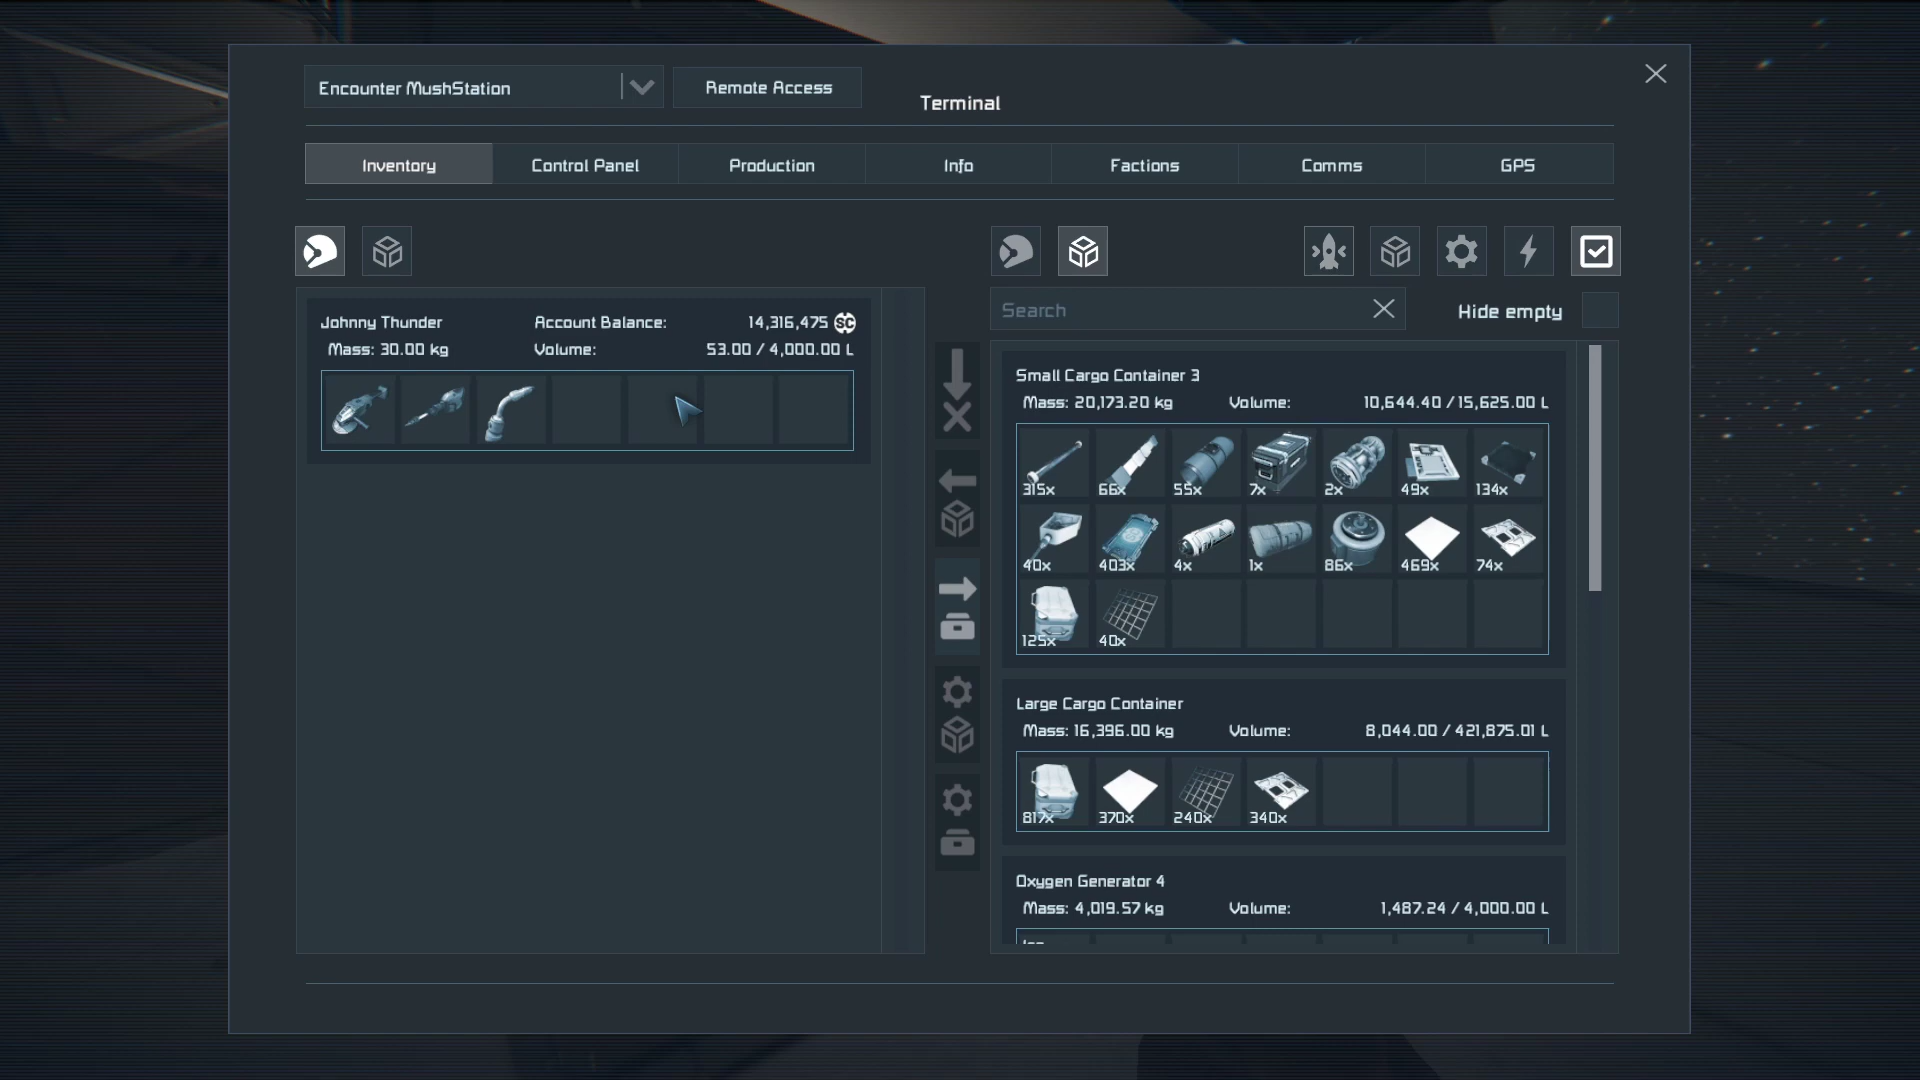 Encounter MushStation
Remote Access
Terminal
Inventory
Control Panel
Production
Info
Factions
Comms
GPS
Johnny Thunder
Account Balance: 14,316,475 SC
Mass: 30.00 kg
Volume: 53.00 / 4,000.00 L
Search
Hide empty
Small Cargo Container 3
Mass: 20,173.20 kg Volume: 10,644.40 / 15,625.00 L
315x 66x 55x 7x 2x 49x 134x
40x 403x 4x 1x 86x 469x 74x
125x 40x
Large Cargo Container
Mass: 16,396.00 kg Volume: 8,044.00 / 421,875.01 L
817x 370x 240x 340x
Oxygen Generator 4
Mass: 4,019.57 kg Volume: 1,487.24 / 4,000.00 L